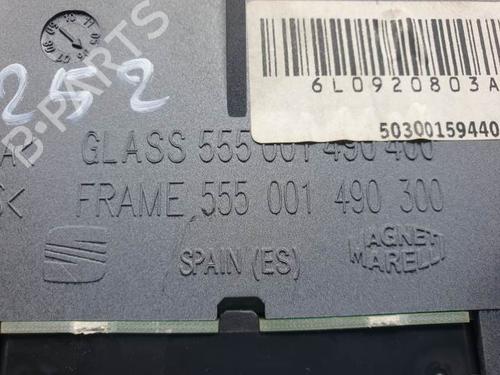 252
6L0920803A
50300159440
GLASS 555 001 490 400
FRAME 555 001 490 300
SPAIN (ES)
MAGNETI
MARELLI
B-PARTS